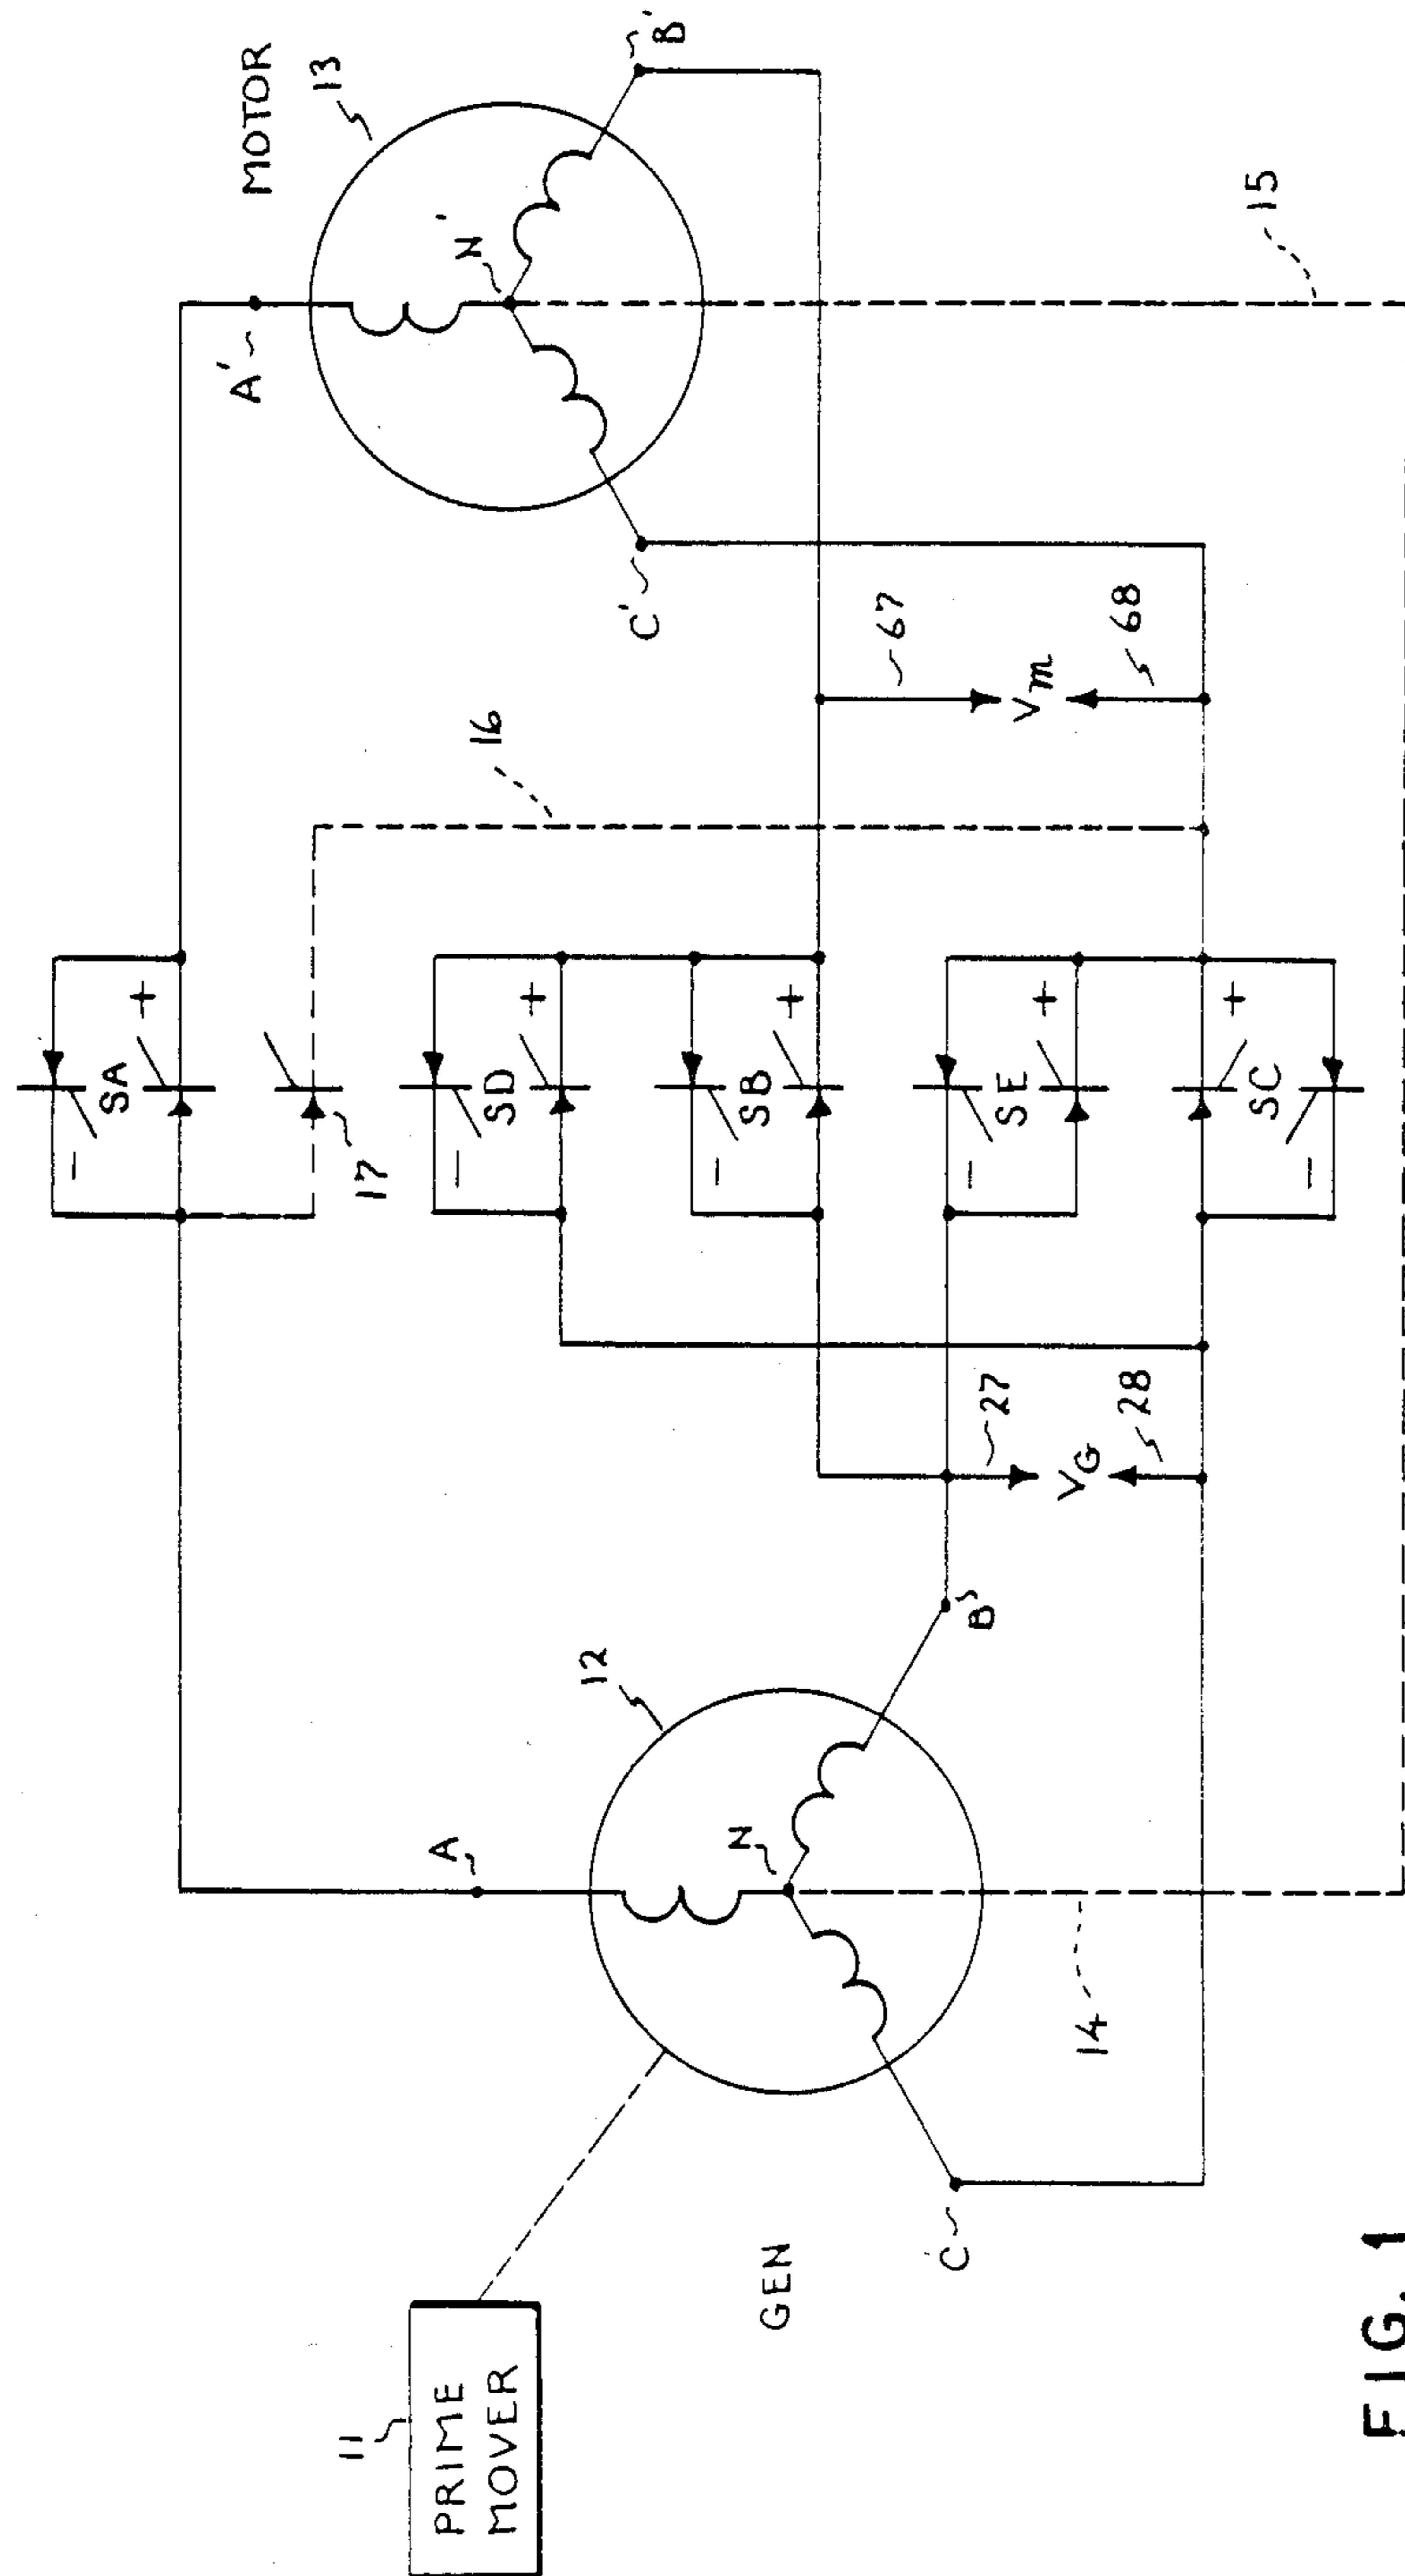 11
PRIME
MOVER
GEN
12
A
N
B
C
14
VG
27
28
SA
−
+
17
SD
−
+
SB
−
+
SE
−
+
SC
−
+
16
Vm
67
68
MOTOR
13
A'
N'
B'
C'
15
FIG. 1